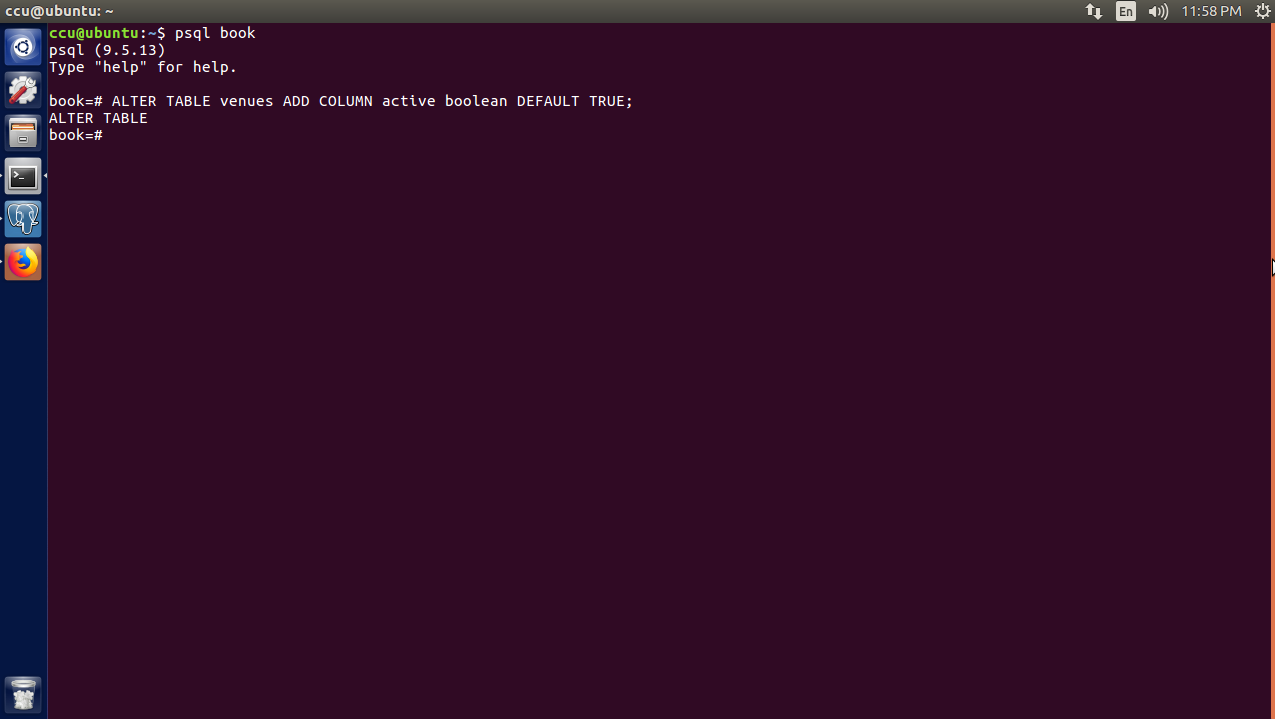 ccu@ubuntu: ~
En
11:58 PM
ccu@ubuntu:~$ psql book
psql (9.5.13)
Type "help" for help.
book=# ALTER TABLE venues ADD COLUMN active boolean DEFAULT TRUE;
ALTER TABLE
book=#